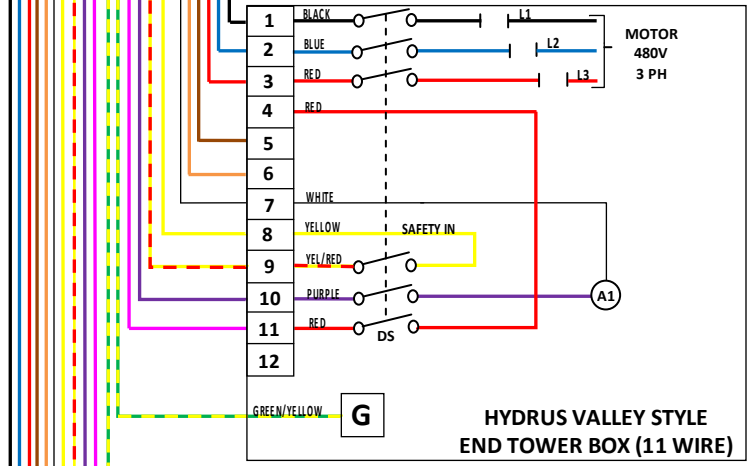 1 BLACK L1
2 BLUE L2
3 RED L3
MOTOR
480V
3 PH
4 RED
5
6
7 WHITE
8 YELLOW SAFETY IN
9 YEL/RED
10 PURPLE A1
11 RED
DS
12
GREEN/YELLOW G
HYDRUS VALLEY STYLE
END TOWER BOX (11 WIRE)